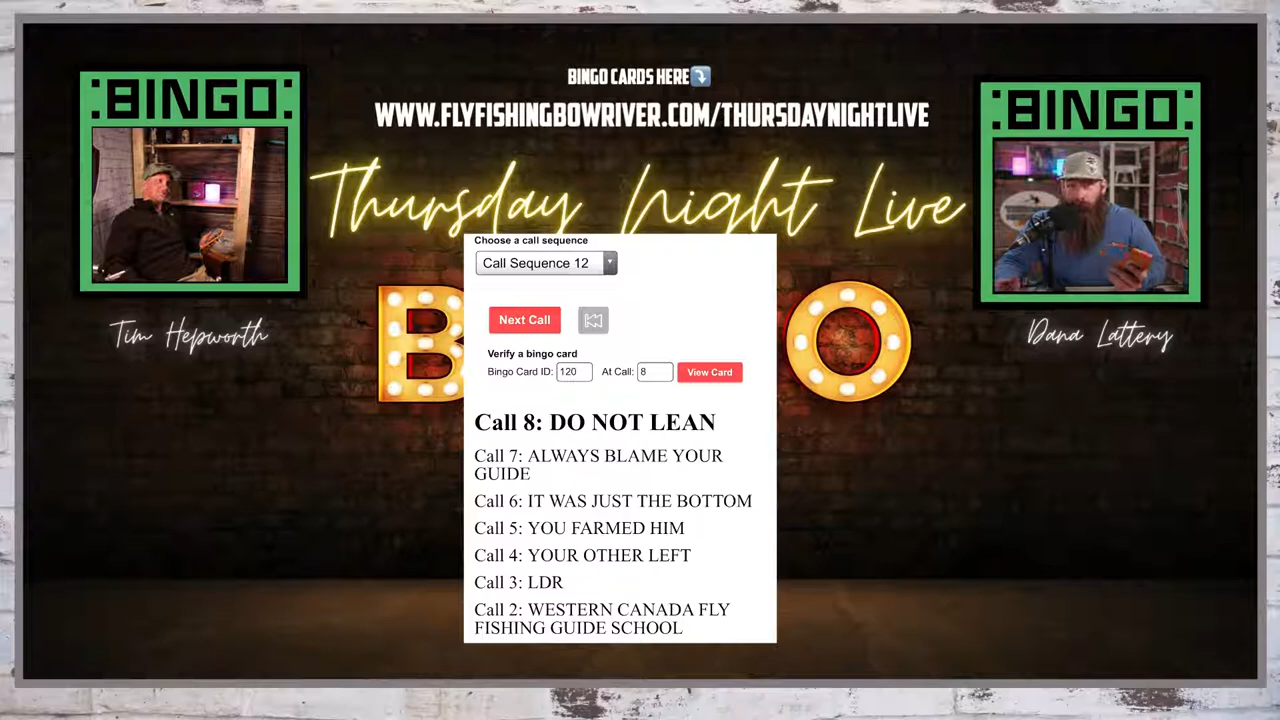 BINGO CARDS HERE
WWW.FLYFISHINGBOWRIVER.COM/THURSDAYNIGHTLIVE
BINGO
BINGO
Thursday Night Live
Tim Hepworth
Dana Lattery
B
O
Choose a call sequence
Call Sequence 12
Next Call
Verify a bingo card
Bingo Card ID: 120 At Call: 8 View Card
Call 8: DO NOT LEAN
Call 7: ALWAYS BLAME YOUR
GUIDE
Call 6: IT WAS JUST THE BOTTOM
Call 5: YOU FARMED HIM
Call 4: YOUR OTHER LEFT
Call 3: LDR
Call 2: WESTERN CANADA FLY
FISHING GUIDE SCHOOL